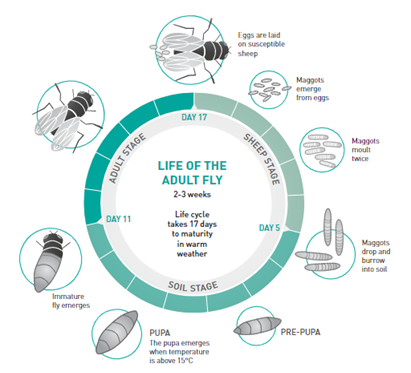 Eggs are laid
on susceptible
sheep
Maggots
emerge
from eggs
Maggots
moult
twice
Maggots
drop and
burrow
into soil
PRE-PUPA
PUPA
The pupa emerges
when temperature
is above 15°C
Immature
fly emerges
DAY 17
SHEEP STAGE
DAY 5
SOIL STAGE
DAY 11
ADULT STAGE
LIFE OF THE
ADULT FLY
2-3 weeks
Life cycle
takes 17 days
to maturity
in warm
weather